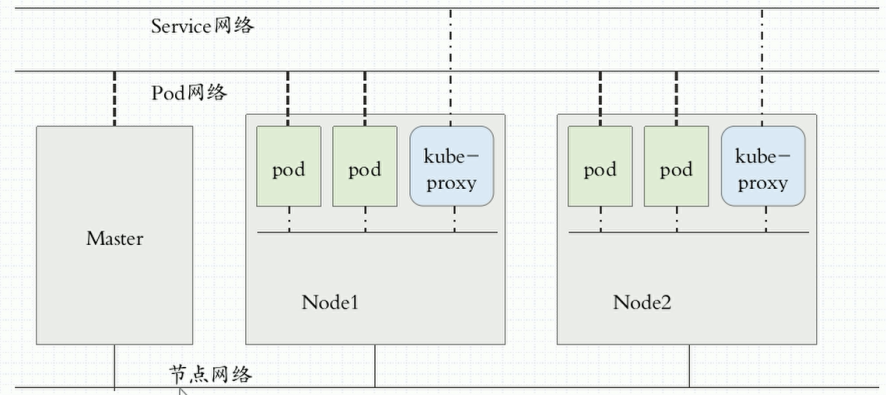 Service网络
Pod网络
Master
pod
pod
kube-
proxy
Node1
pod
pod
kube-
proxy
Node2
节点网络